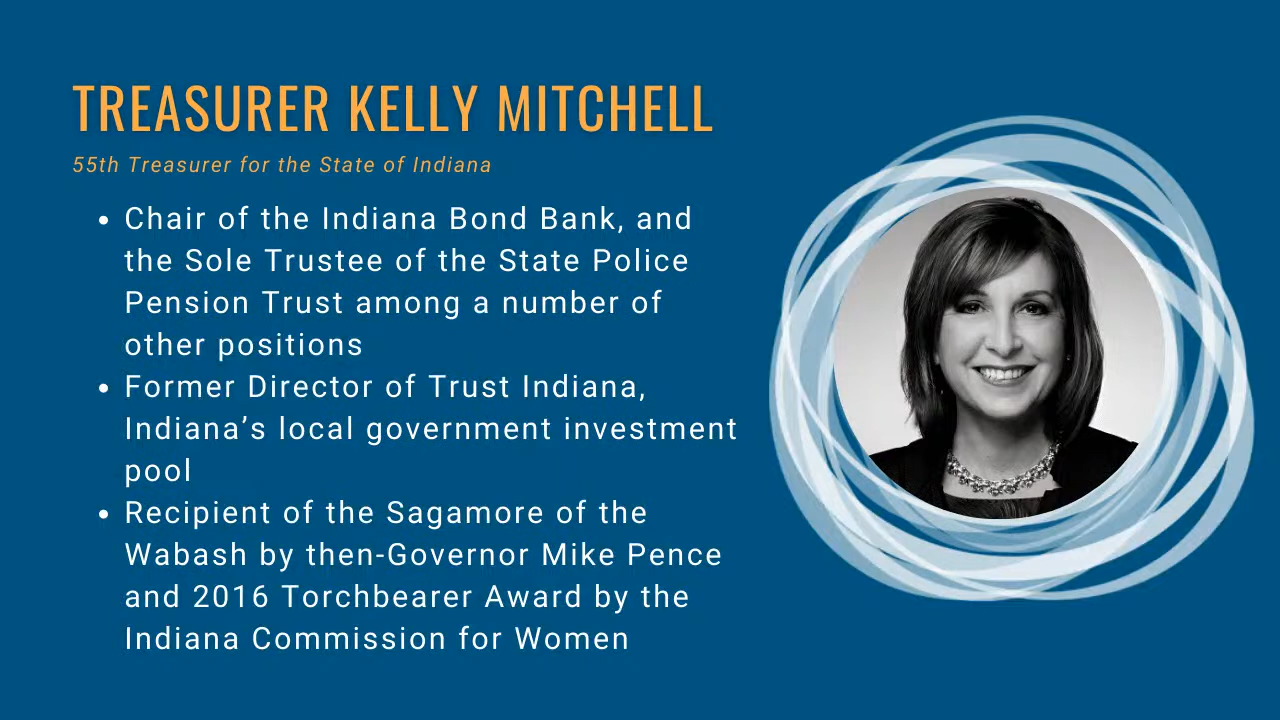 TREASURER KELLY MITCHELL
55th Treasurer for the State of Indiana
• Chair of the Indiana Bond Bank, and
the Sole Trustee of the State Police
Pension Trust among a number of
other positions
• Former Director of Trust Indiana,
Indiana’s local government investment
pool
• Recipient of the Sagamore of the
Wabash by then-Governor Mike Pence
and 2016 Torchbearer Award by the
Indiana Commission for Women